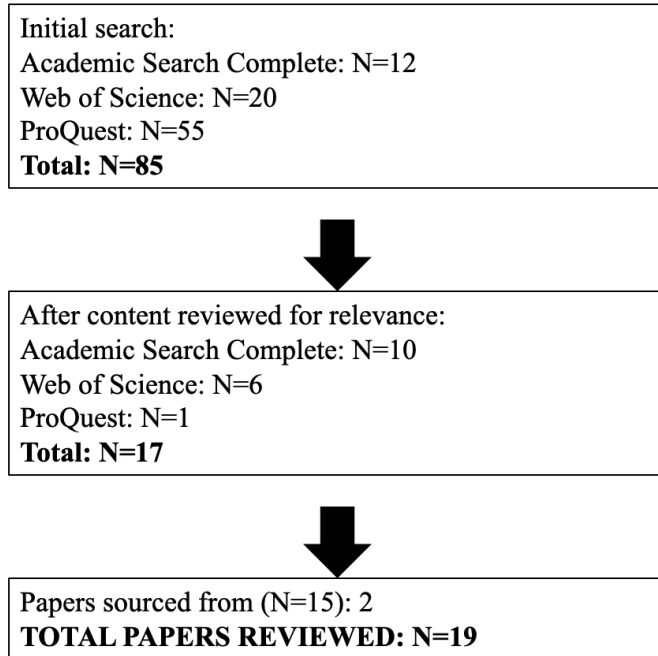 Initial search:
Academic Search Complete: N=12
Web of Science: N=20
ProQuest: N=55
Total: N=85
After content reviewed for relevance:
Academic Search Complete: N=10
Web of Science: N=6
ProQuest: N=1
Total: N=17
Papers sourced from (N=15): 2
TOTAL PAPERS REVIEWED: N=19